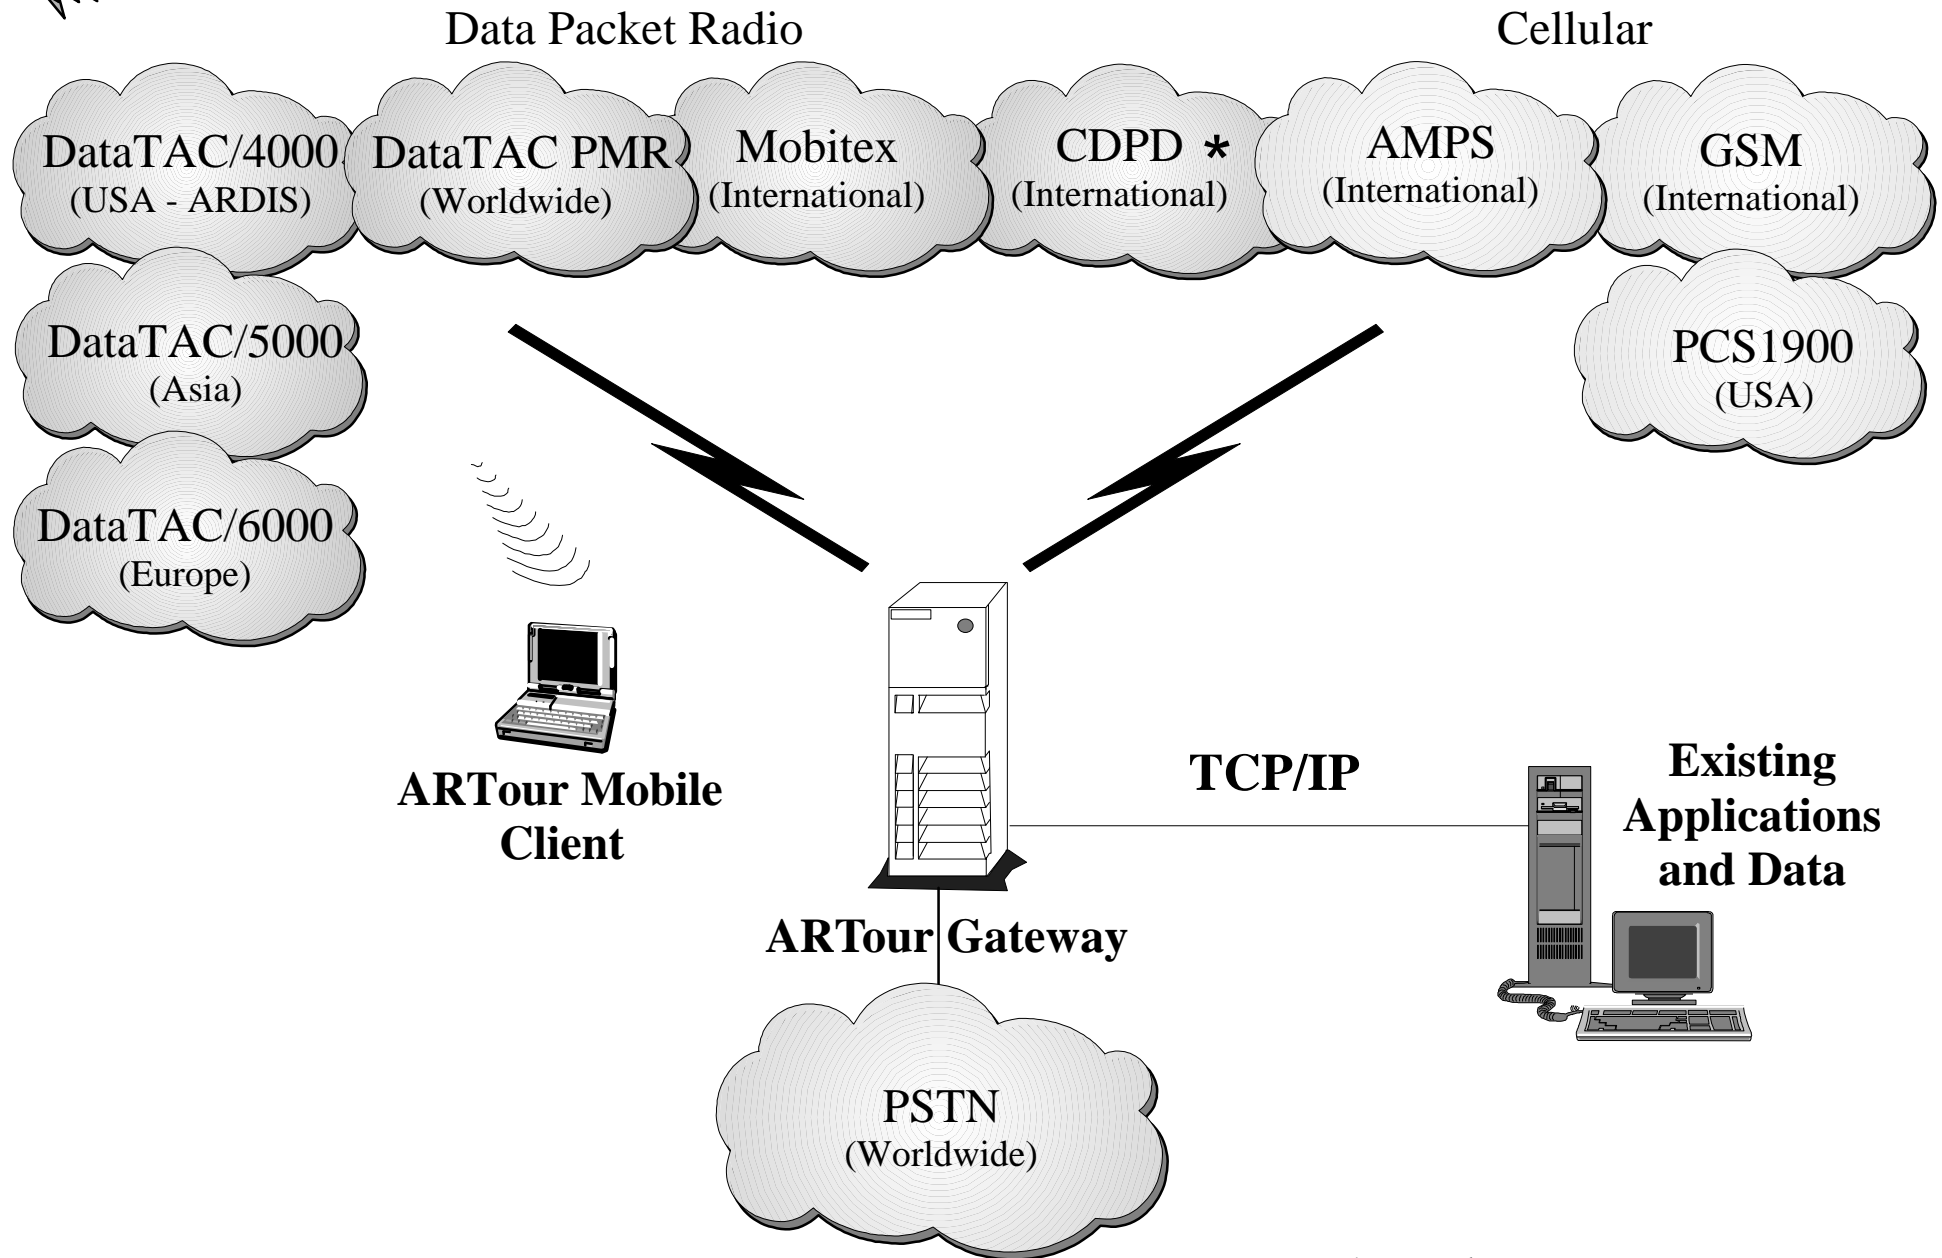 Data Packet Radio
Cellular
DataTAC/4000
(USA - ARDIS)
DataTAC PMR
(Worldwide)
Mobitex
(International)
CDPD *
(International)
AMPS
(International)
GSM
(International)
DataTAC/5000
(Asia)
PCS1900
(USA)
DataTAC/6000
(Europe)
ARTour Mobile
Client
TCP/IP
Existing
Applications
and Data
ARTour Gateway
PSTN
(Worldwide)